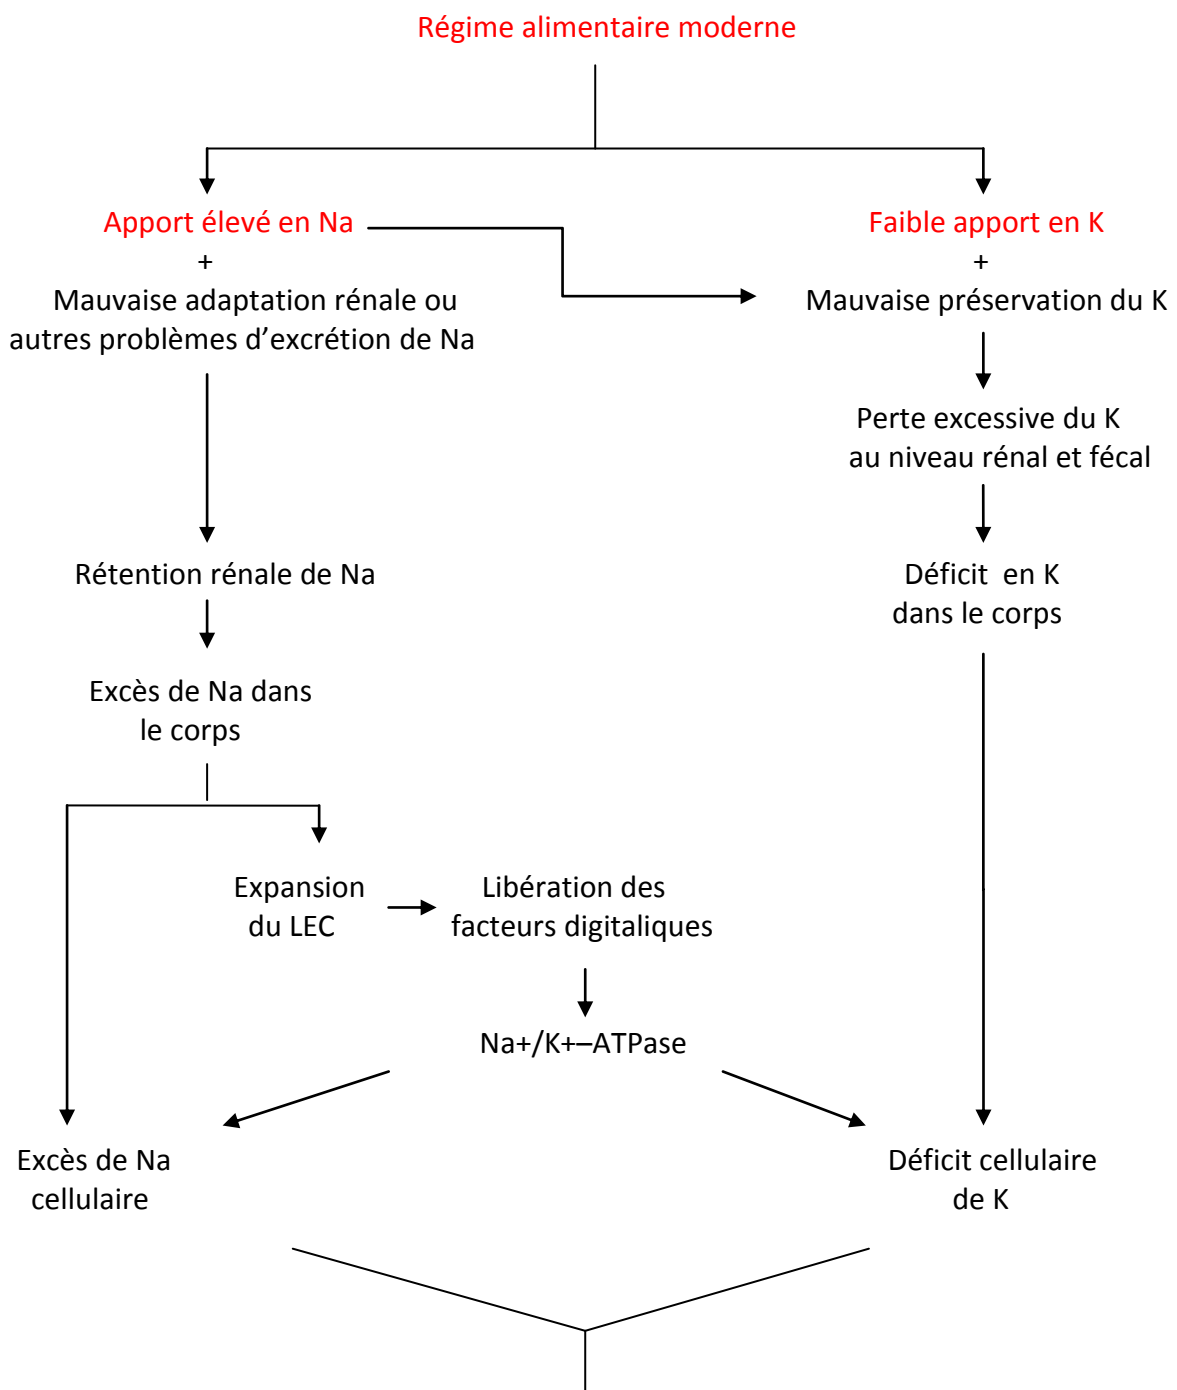 Régime alimentaire moderne
Apport élevé en Na
+
Mauvaise adaptation rénale ou
autres problèmes d’excrétion de Na
Faible apport en K
+
Mauvaise préservation du K
Perte excessive du K
au niveau rénal et fécal
Rétention rénale de Na
Déficit en K
dans le corps
Excès de Na dans
le corps
Expansion
du LEC
Libération des
facteurs digitaliques
Na+/K+–ATPase
Excès de Na
cellulaire
Déficit cellulaire
de K